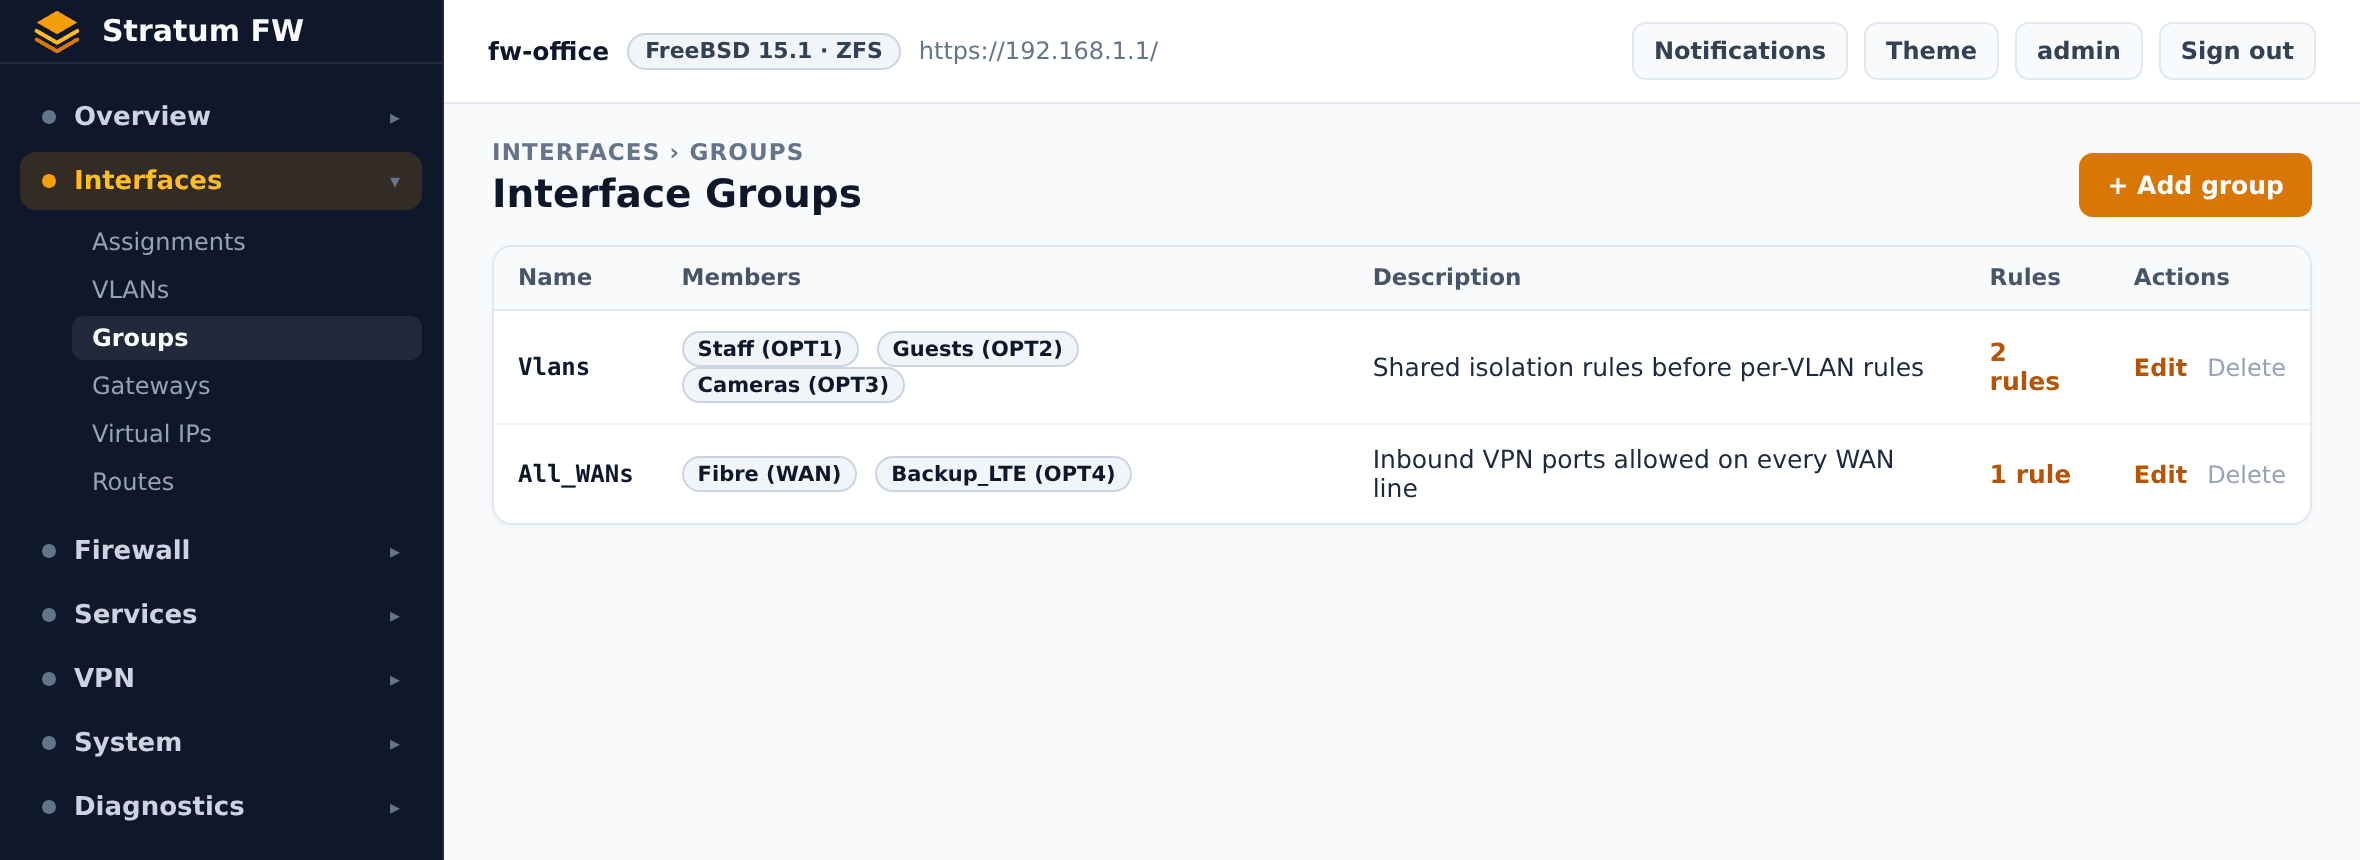 Stratum FW
fw-office
FreeBSD 15.1 · ZFS
https://192.168.1.1/
Notifications
Theme
admin
Sign out
Overview
Interfaces
Assignments
VLANs
Groups
Gateways
Virtual IPs
Routes
Firewall
Services
VPN
System
Diagnostics
INTERFACES › GROUPS
Interface Groups
+ Add group
Name Members Description Rules Actions
Vlans
Staff (OPT1) Guests (OPT2)
Cameras (OPT3)
Shared isolation rules before per-VLAN rules
2
rules
Edit Delete
All_WANs
Fibre (WAN) Backup_LTE (OPT4)
Inbound VPN ports allowed on every WAN
line
1 rule
Edit Delete